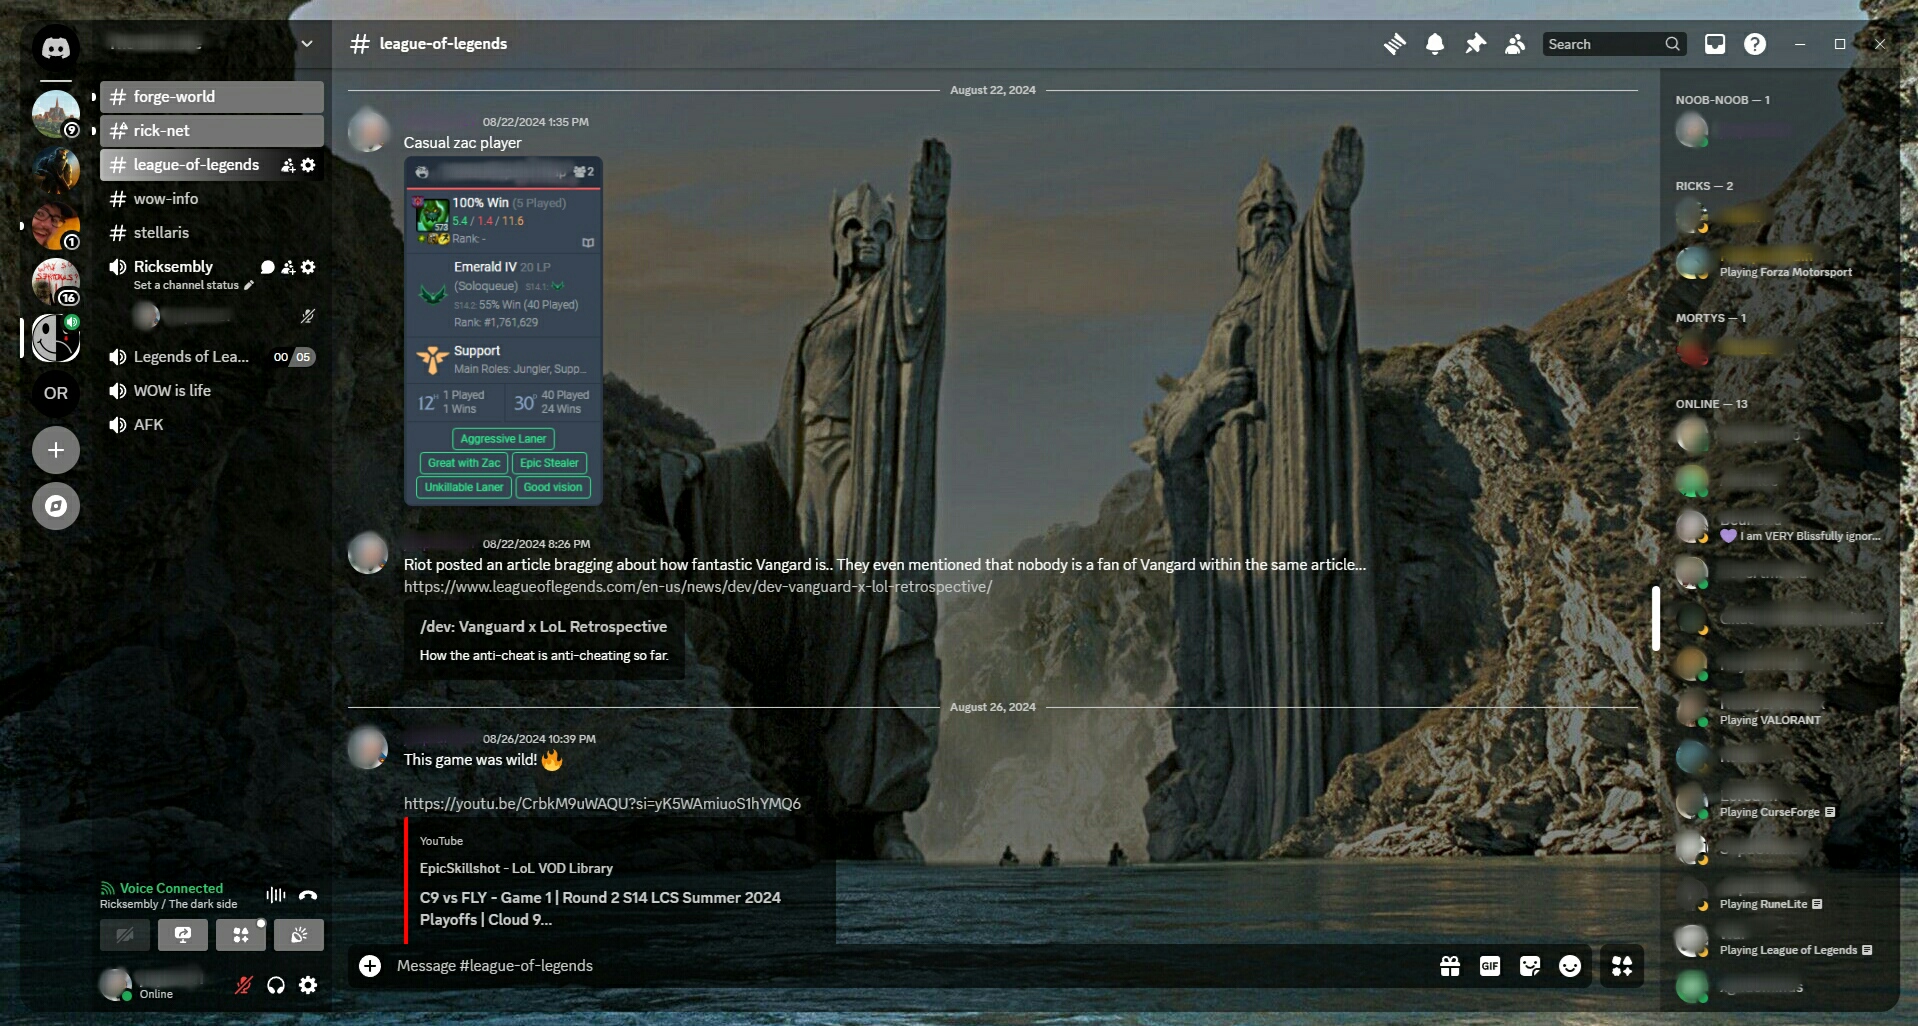 league-of-legends
Search
forge-world
rick-net
league-of-legends
wow-info
stellaris
Ricksembly
Set a channel status
Legends of Lea...
00 05
WOW is life
AFK
9
1
16
OR
August 22, 2024
08/22/2024 1:35 PM
Casual zac player
2
100% Win (5 Played)
5.4 / 1.4 / 11.6
573
Rank: -
Emerald IV 20 LP
(Soloqueue) S14.1:
S14.2: 55% Win (40 Played)
Rank: #1,761,629
Support
Main Roles: Jungler, Supp...
12H 1 Played
1 Wins
30D 40 Played
24 Wins
Aggressive Laner
Great with Zac
Epic Stealer
Unkillable Laner
Good vision
08/22/2024 8:26 PM
Riot posted an article bragging about how fantastic Vangard is.. They even mentioned that nobody is a fan of Vangard within the same article...
https://www.leagueoflegends.com/en-us/news/dev/dev-vanguard-x-lol-retrospective/
/dev: Vanguard x LoL Retrospective
How the anti-cheat is anti-cheating so far.
August 26, 2024
08/26/2024 10:39 PM
This game was wild! 🔥
https://youtu.be/CrbkM9uWAQU?si=yK5WAmiuoS1hYMQ6
YouTube
EpicSkillshot - LoL VOD Library
C9 vs FLY - Game 1 | Round 2 S14 LCS Summer 2024
Playoffs | Cloud 9...
Message #league-of-legends
GIF
Voice Connected
Ricksembly / The dark side
Online
NOOB-NOOB — 1
RICKS — 2
Playing Forza Motorsport
MORTYS — 1
ONLINE — 13
💜 I am VERY Blissfully ignor...
Playing VALORANT
Playing CurseForge
Playing RuneLite
Playing League of Legends